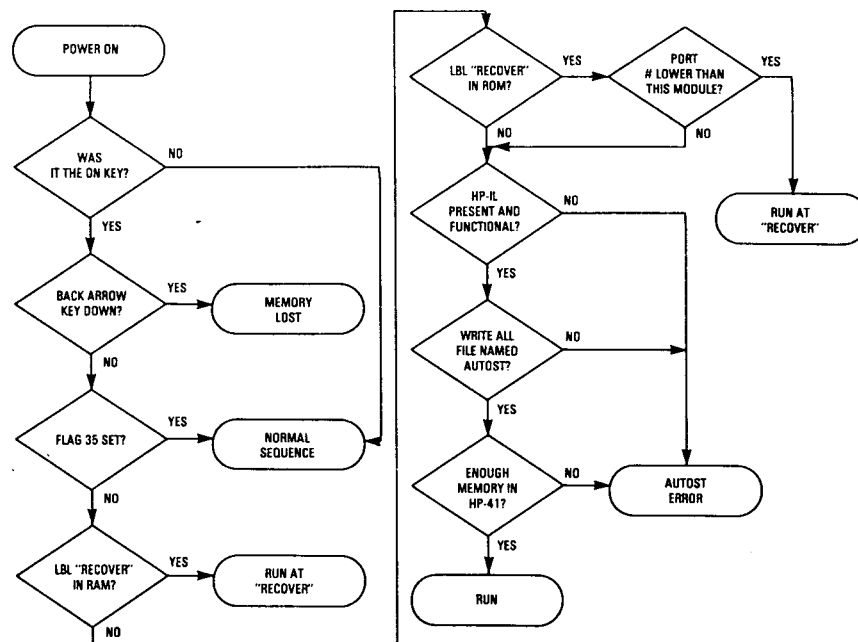 POWER ON
WAS
IT THE ON KEY?
NO
YES
BACK ARROW
KEY DOWN?
YES
MEMORY
LOST
NO
FLAG 35 SET?
YES
NORMAL
SEQUENCE
NO
LBL "RECOVER"
IN RAM?
YES
RUN AT
"RECOVER"
NO
LBL "RECOVER"
IN ROM?
YES
PORT
# LOWER THAN
THIS MODULE?
YES
NO
NO
RUN AT
"RECOVER"
HP-IL
PRESENT AND
FUNCTIONAL?
NO
YES
WRITE ALL
FILE NAMED
AUTOST?
NO
YES
ENOUGH
MEMORY IN
HP-41?
NO
AUTOST
ERROR
YES
RUN